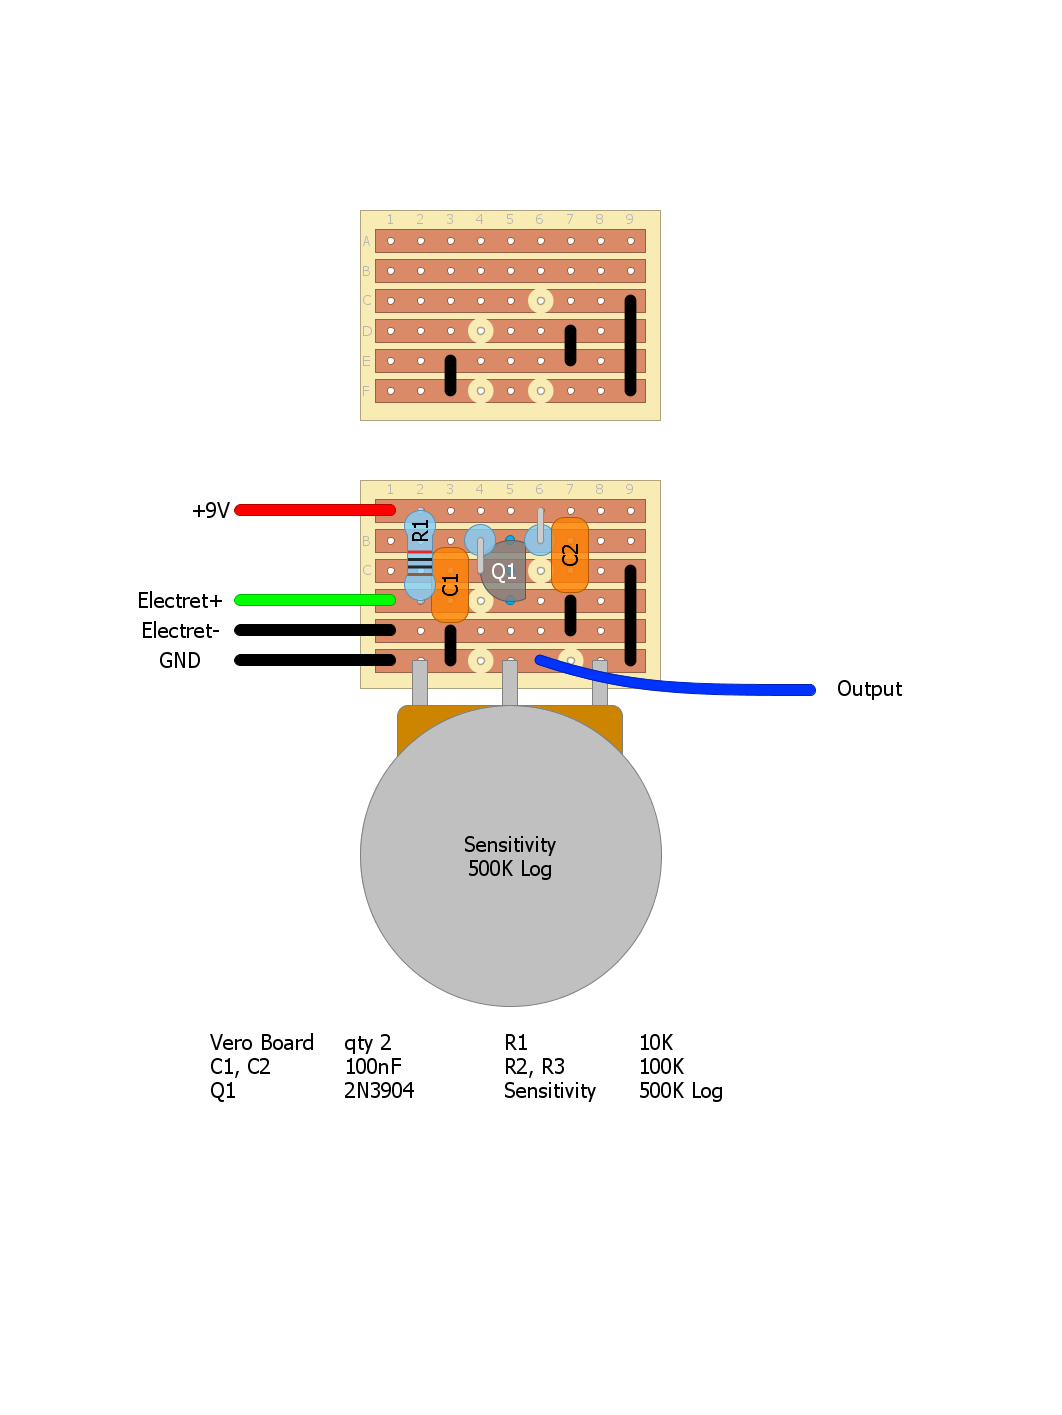 1 2 3 4 5 6 7 8 9
A
B
C
D
E
F
1 2 3 4 5 6 7 8 9
+9V
R1
B
C2
C
Q1
C1
Electret+
Electret-
GND
Output
Sensitivity
500K Log
Vero Board qty 2 R1 10K
C1, C2 100nF R2, R3 100K
Q1 2N3904 Sensitivity 500K Log